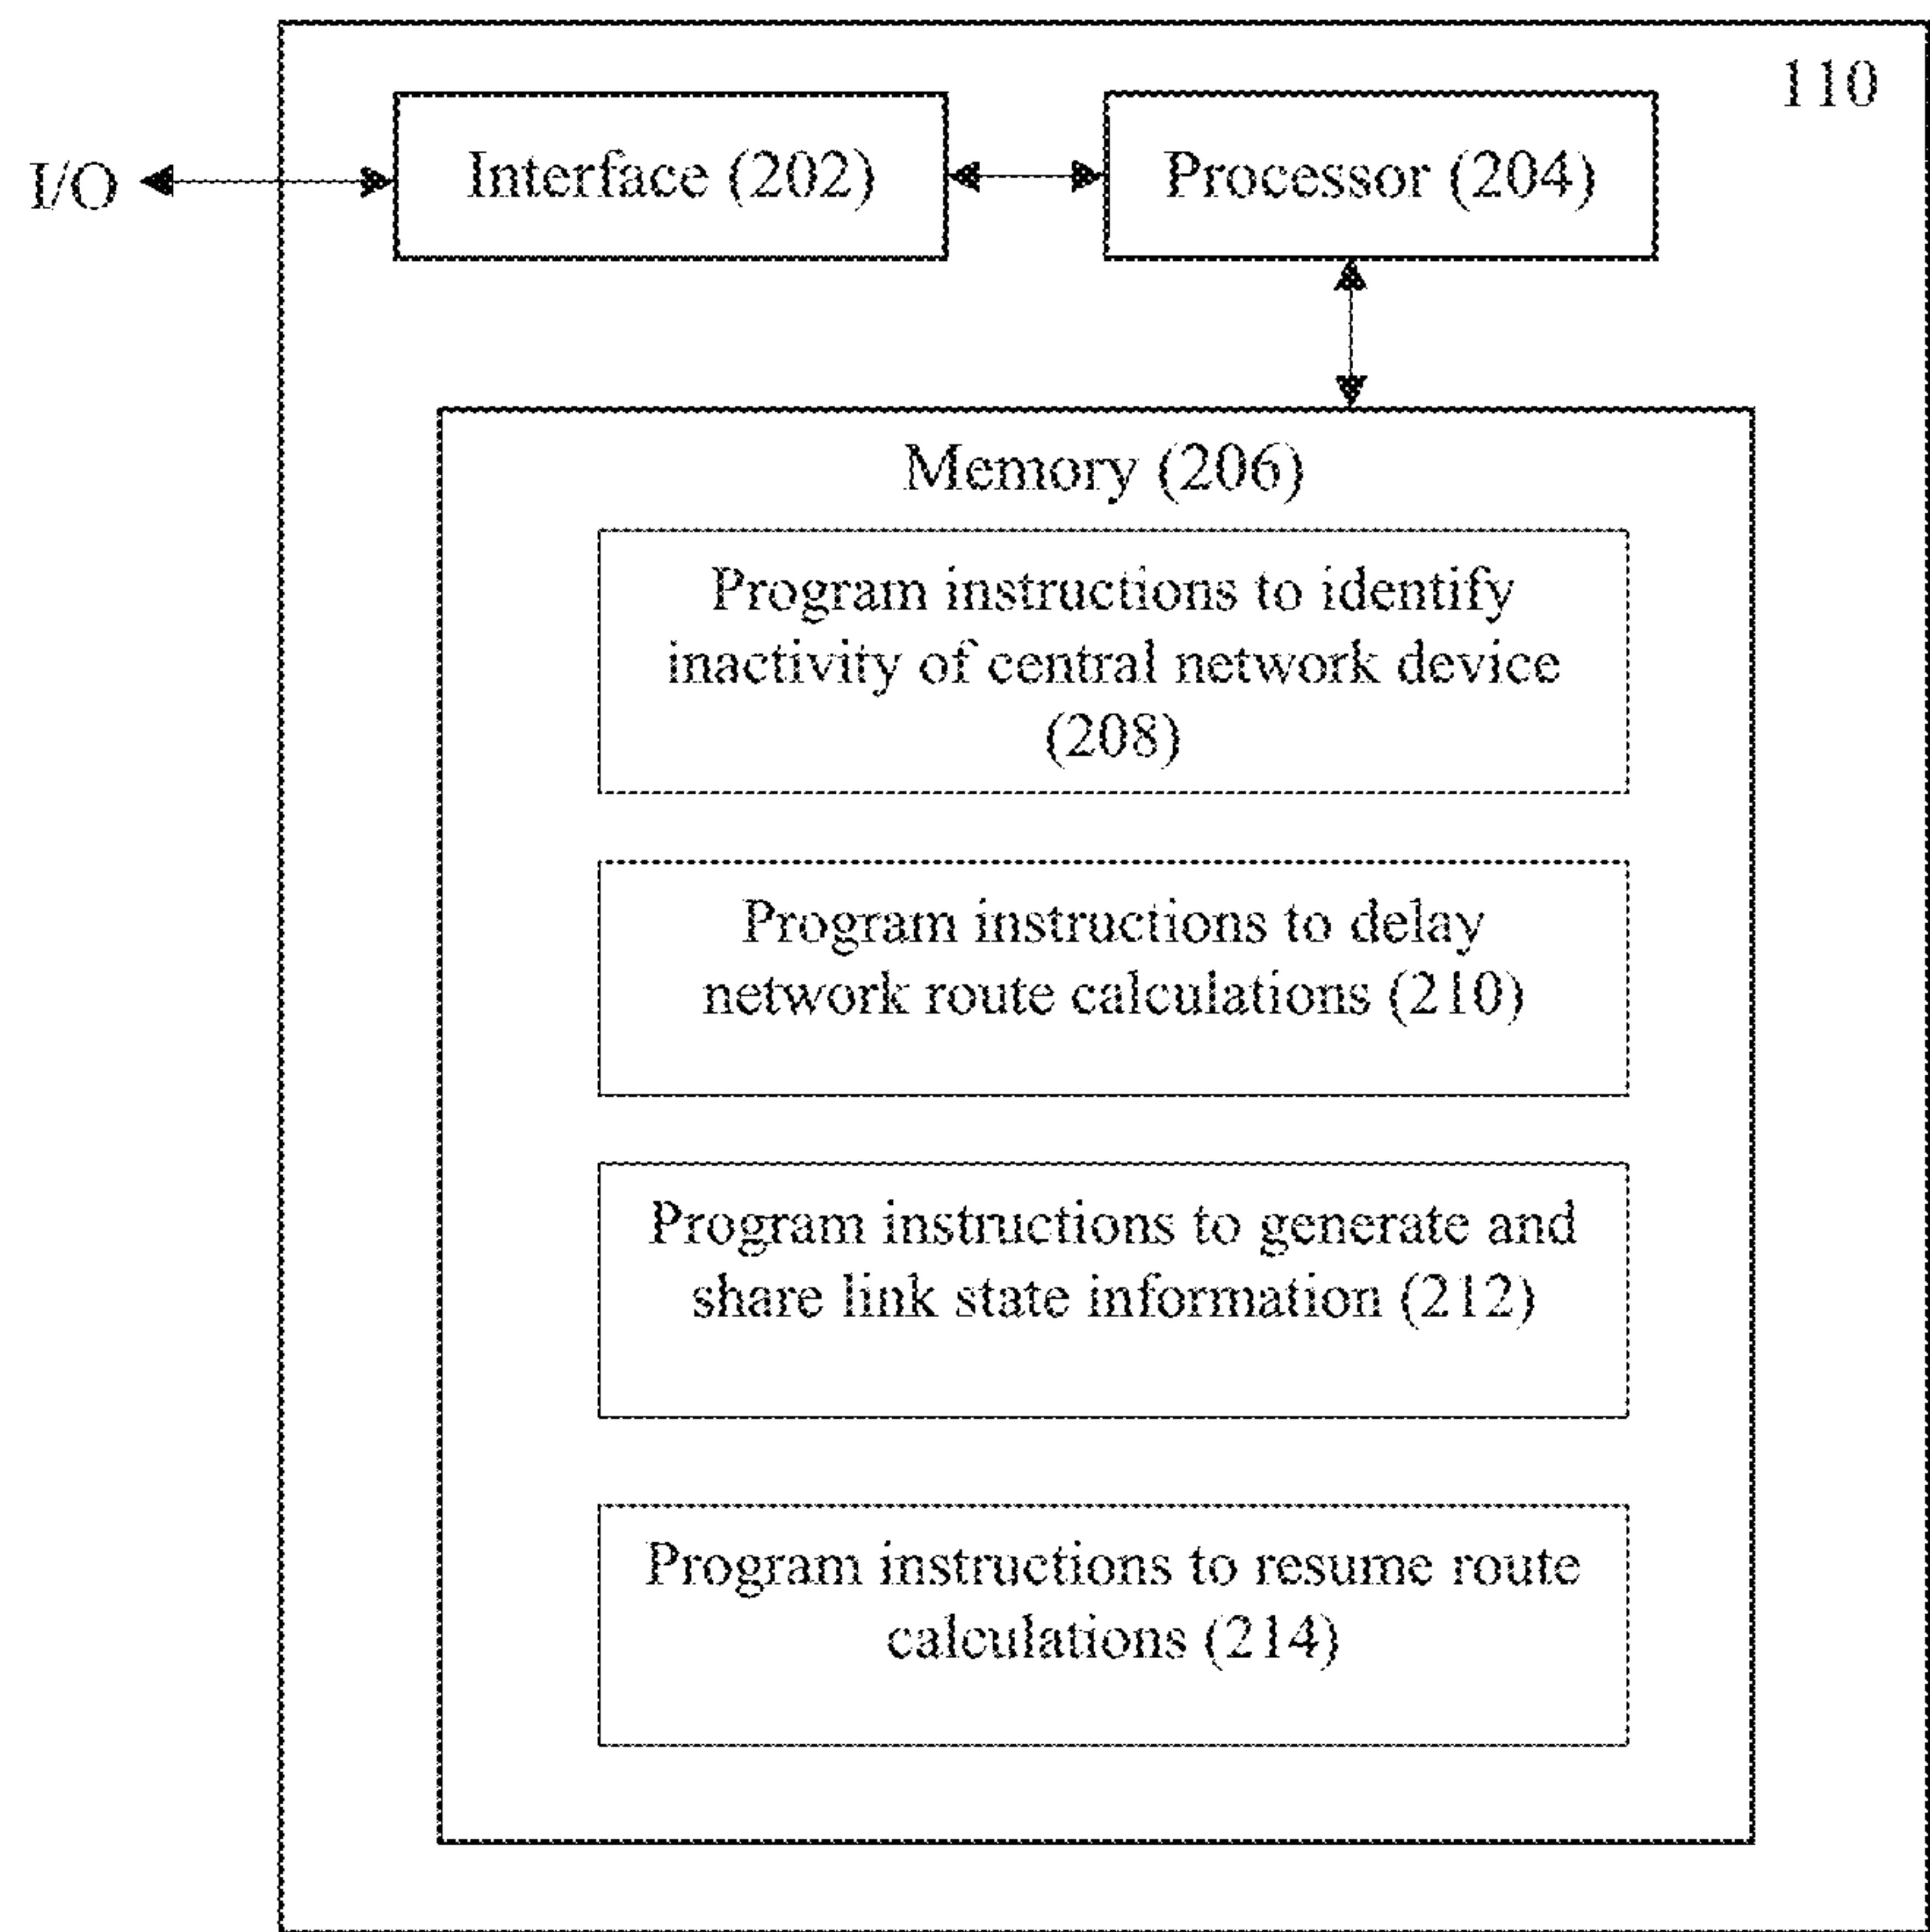 110
I/O
Interface (202)
Processor (204)
Memory (206)
Program instructions to identify
inactivity of central network device
(208)
Program instructions to delay
network route calculations (210)
Program instructions to generate and
share link state information (212)
Program instructions to resume route
calculations (214)